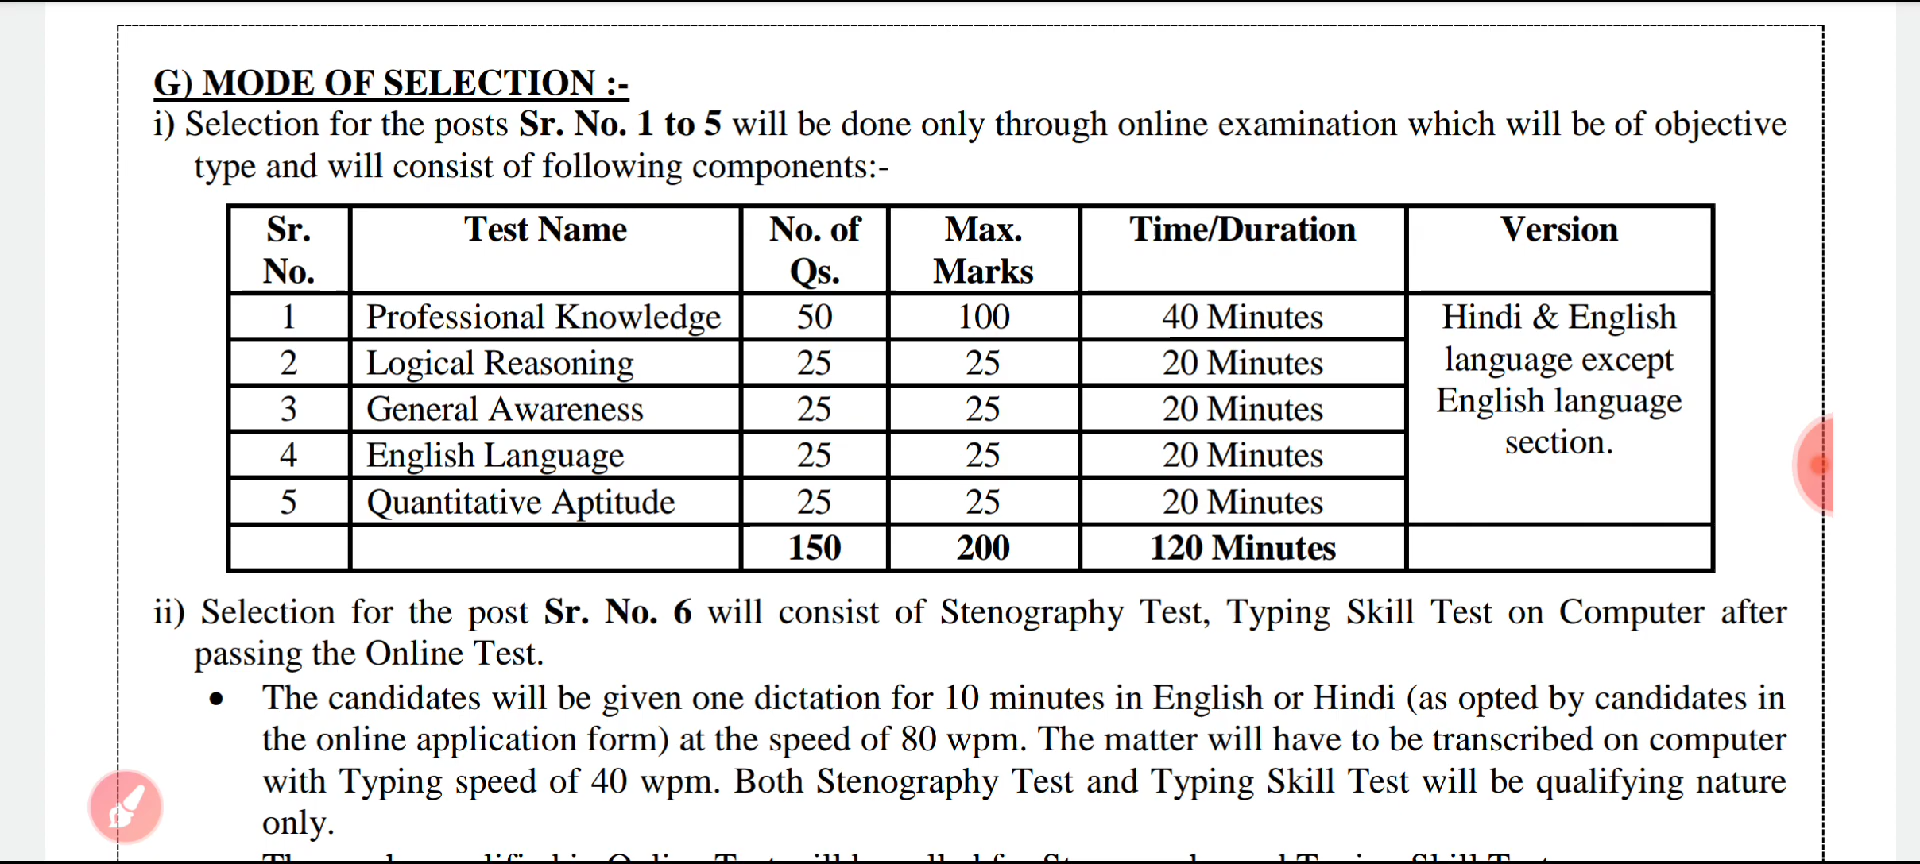 G) MODE OF SELECTION :-
i) Selection for the posts Sr. No. 1 to 5 will be done only through online examination which will be of objective
type and will consist of following components:-
Sr. No. Test Name No. of Qs. Max. Marks Time/Duration Version
1 Professional Knowledge 50 100 40 Minutes Hindi & English language except English language section.
2 Logical Reasoning 25 25 20 Minutes
3 General Awareness 25 25 20 Minutes
4 English Language 25 25 20 Minutes
5 Quantitative Aptitude 25 25 20 Minutes
150 200 120 Minutes
ii) Selection for the post Sr. No. 6 will consist of Stenography Test, Typing Skill Test on Computer after
passing the Online Test.
• The candidates will be given one dictation for 10 minutes in English or Hindi (as opted by candidates in
the online application form) at the speed of 80 wpm. The matter will have to be transcribed on computer
with Typing speed of 40 wpm. Both Stenography Test and Typing Skill Test will be qualifying nature
only.